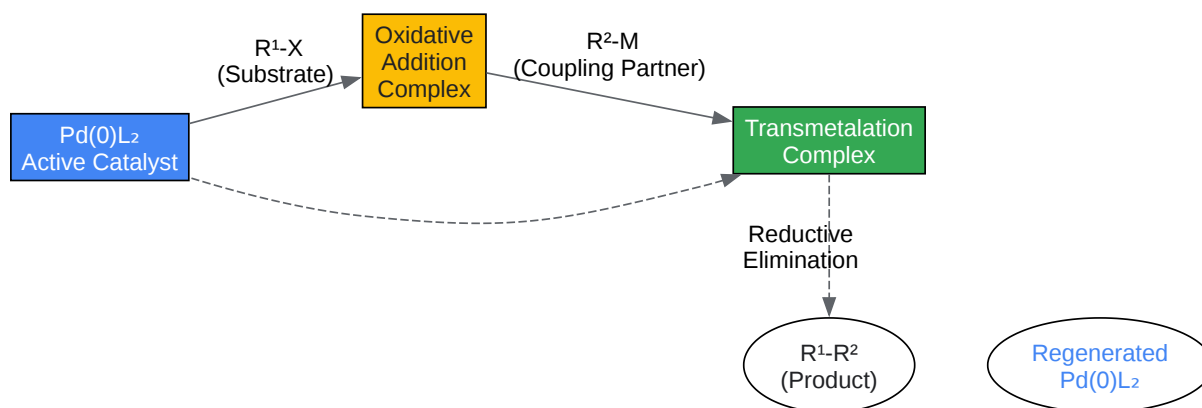 R¹-X
(Substrate)
Oxidative
Addition
Complex
R²-M
(Coupling Partner)
Pd(0)L₂
Active Catalyst
Transmetalation
Complex
Reductive
Elimination
R¹-R²
(Product)
Regenerated
Pd(0)L₂